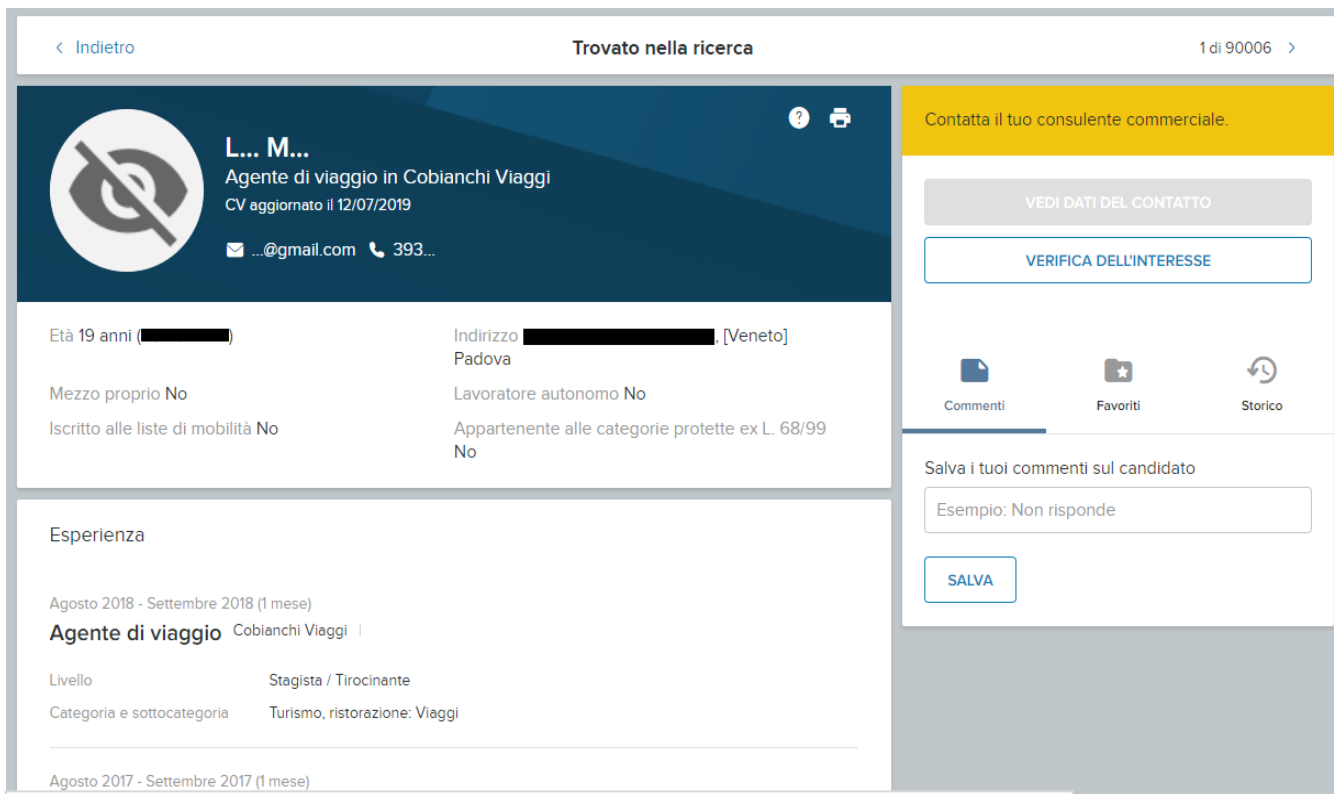 Indietro
Trovato nella ricerca
1 di 90006
L... M...
Agente di viaggio in Cobianchi Viaggi
CV aggiornato il 12/07/2019
...@gmail.com 393...
Età 19 anni ( )
Indirizzo , [Veneto]
Padova
Mezzo proprio No
Lavoratore autonomo No
Iscritto alle liste di mobilità No
Appartenente alle categorie protette ex L. 68/99
No
Esperienza
Agosto 2018 - Settembre 2018 (1 mese)
Agente di viaggio Cobianchi Viaggi
Livello Stagista / Tirocinante
Categoria e sottocategoria Turismo, ristorazione: Viaggi
Agosto 2017 - Settembre 2017 (1 mese)
Contatta il tuo consulente commerciale.
VEDI DATI DEL CONTATTO
VERIFICA DELL'INTERESSE
Commenti Favoriti Storico
Salva i tuoi commenti sul candidato
Esempio: Non risponde
SALVA